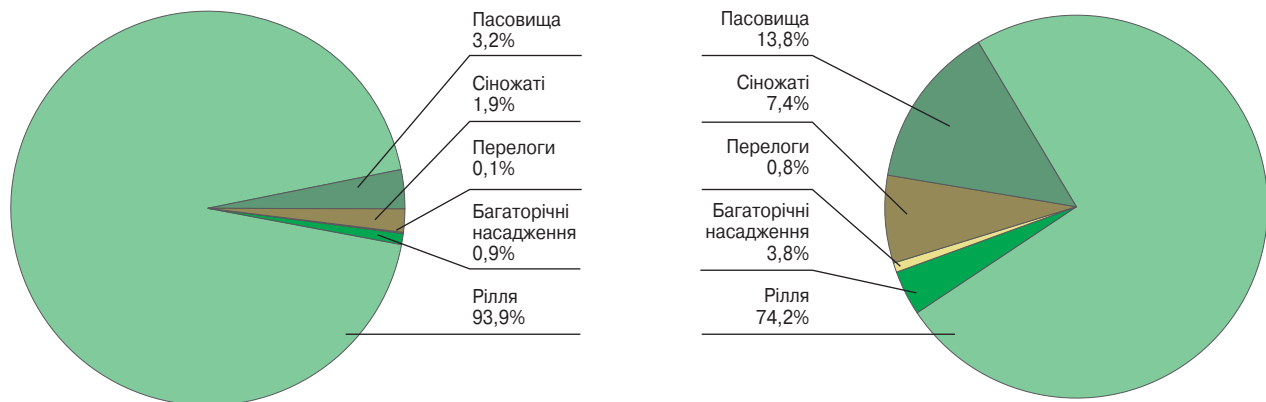 Пасовища
3,2%
Сіножаті
1,9%
Перелоги
0,1%
Багаторічні
насадження
0,9%
Рілля
93,9%
Пасовища
13,8%
Сіножаті
7,4%
Перелоги
0,8%
Багаторічні
насадження
3,8%
Рілля
74,2%